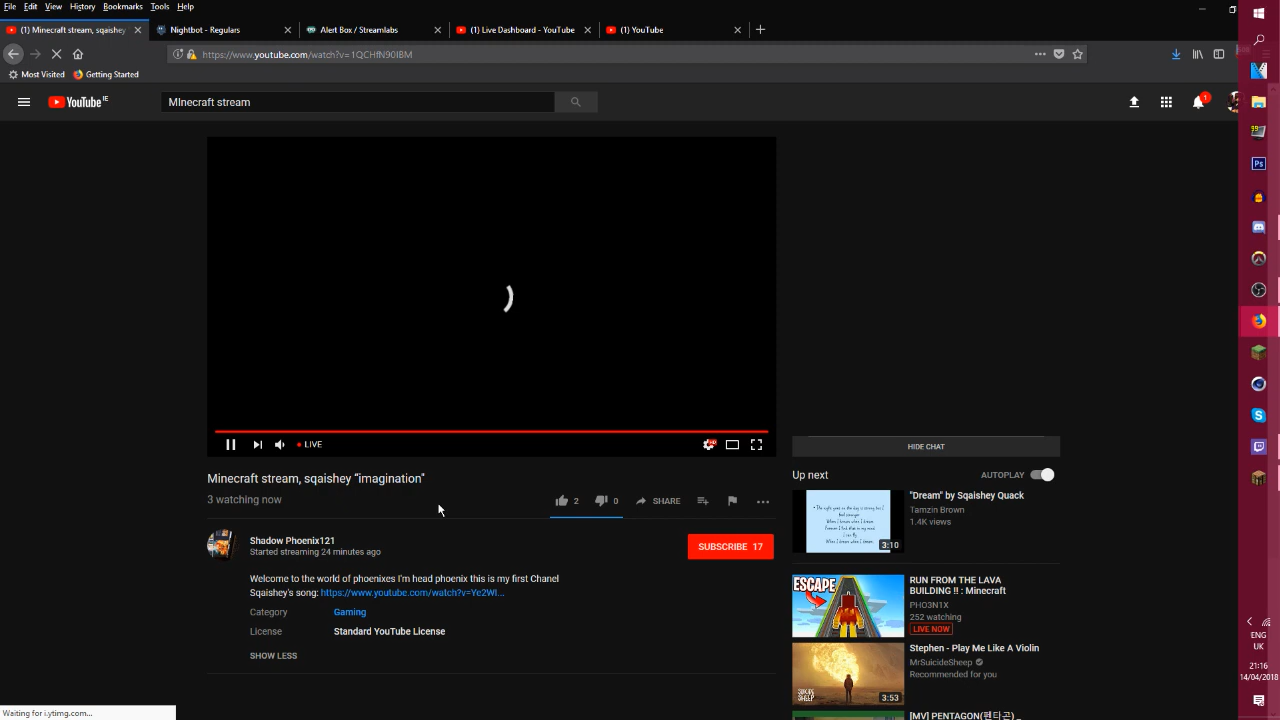 File Edit View History Bookmarks Tools Help
(1) Minecraft stream, sqaishey
Nightbot - Regulars
Alert Box / Streamlabs
(1) Live Dashboard - YouTube
(1) YouTube
https://www.youtube.com/watch?v=1QCHfN90IBM
Most Visited
Getting Started
YouTube IE
MInecraft stream
1
LIVE
HD
Minecraft stream, sqaishey "imagination"
3 watching now
2
0
SHARE
Shadow Phoenix121
Started streaming 24 minutes ago
SUBSCRIBE 17
Welcome to the world of phoenixes I'm head phoenix this is my first Chanel
Sqaishey's song: https://www.youtube.com/watch?v=Ye2WI...
Category Gaming
License Standard YouTube License
SHOW LESS
HIDE CHAT
Up next
AUTOPLAY
3:10
"Dream" by Sqaishey Quack
Tamzin Brown
1.4K views
ESCAPE
RUN FROM THE LAVA
BUILDING !! : Minecraft
PHO3N1X
252 watching
LIVE NOW
SUICIDE SHEEP
3:53
Stephen - Play Me Like A Violin
MrSuicideSheep
Recommended for you
[MV] PENTAGON(펜타곤) _
Waiting for i.ytimg.com...
Ps
ENG
UK
21:16
14/04/2018